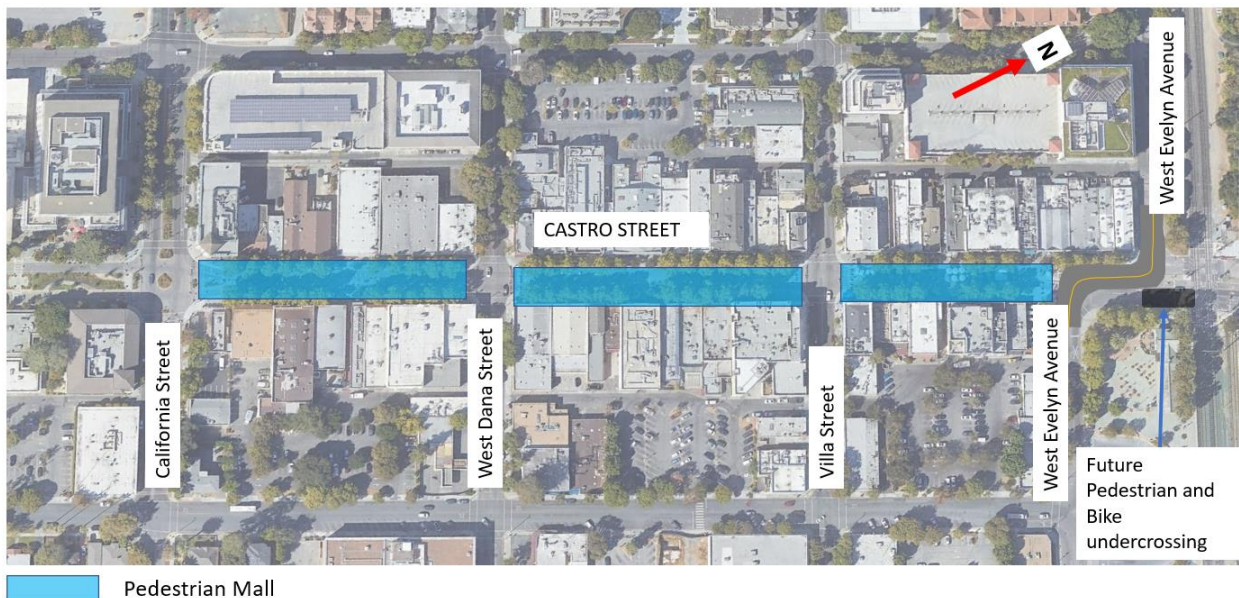 N
West Evelyn Avenue
CASTRO STREET
California Street
West Dana Street
Villa Street
West Evelyn Avenue
Future
Pedestrian and
Bike
undercrossing
Pedestrian Mall